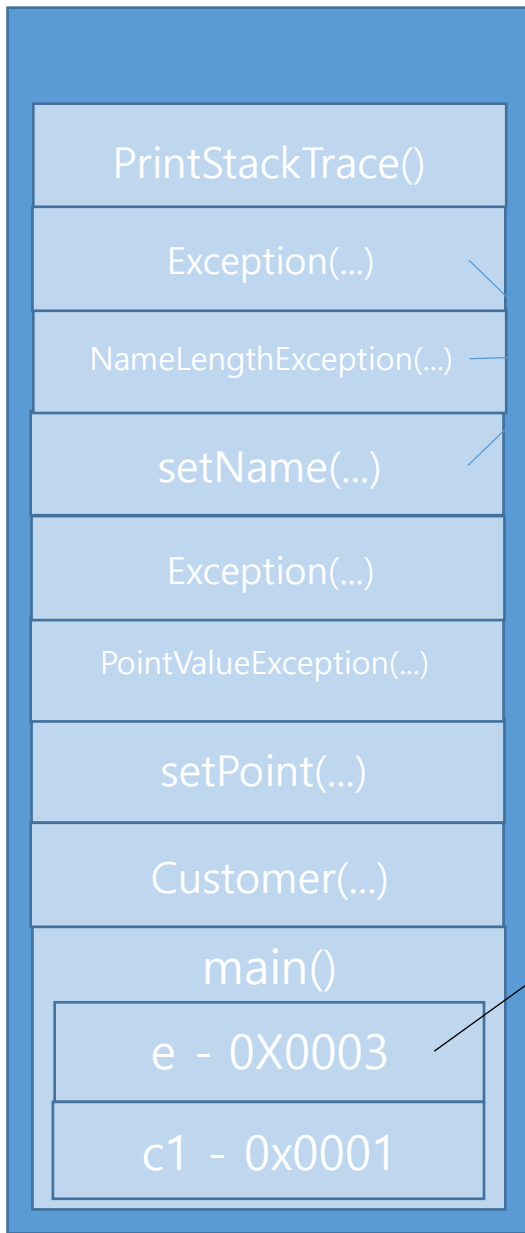 PrintStackTrace()
Exception(...)
NameLengthException(...)
setName(...)
Exception(...)
PointValueException(...)
setPoint(...)
Customer(...)
main()
e - 0X0003
c1 - 0x0001